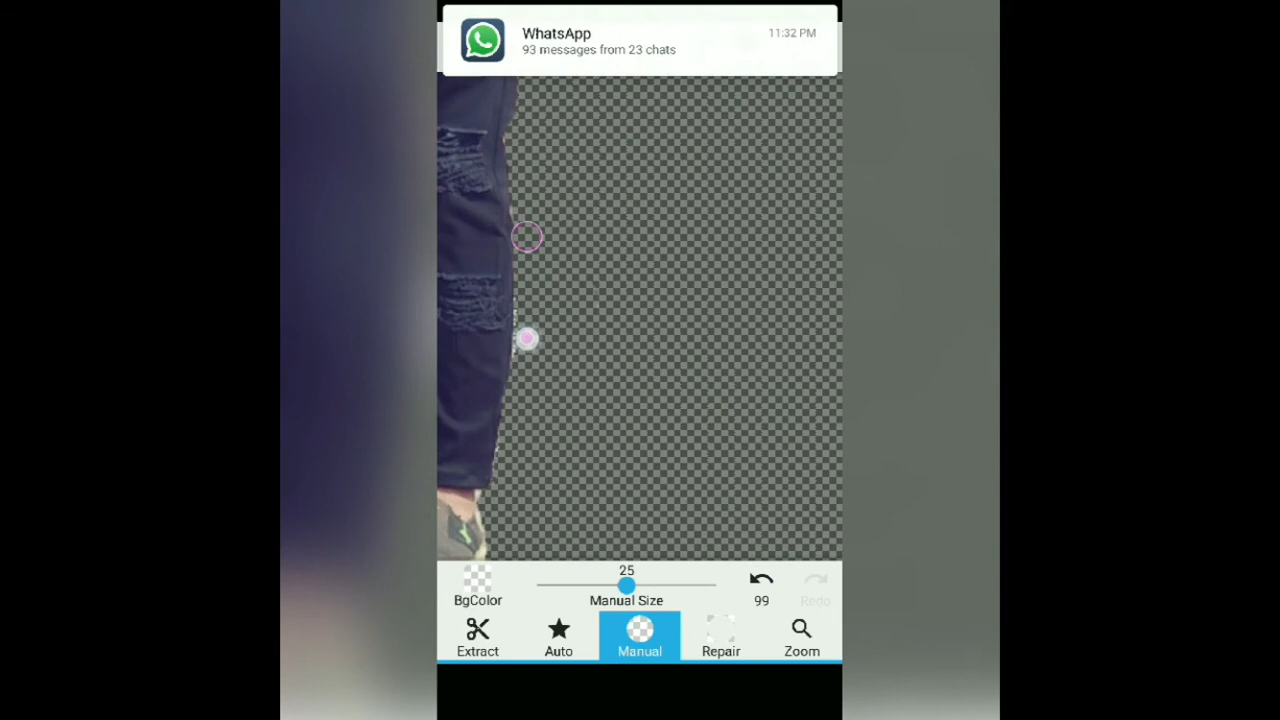 WhatsApp
11:32 PM
93 messages from 23 chats
25
BgColor
Manual Size
99
Redo
Extract
Auto
Manual
Repair
Zoom